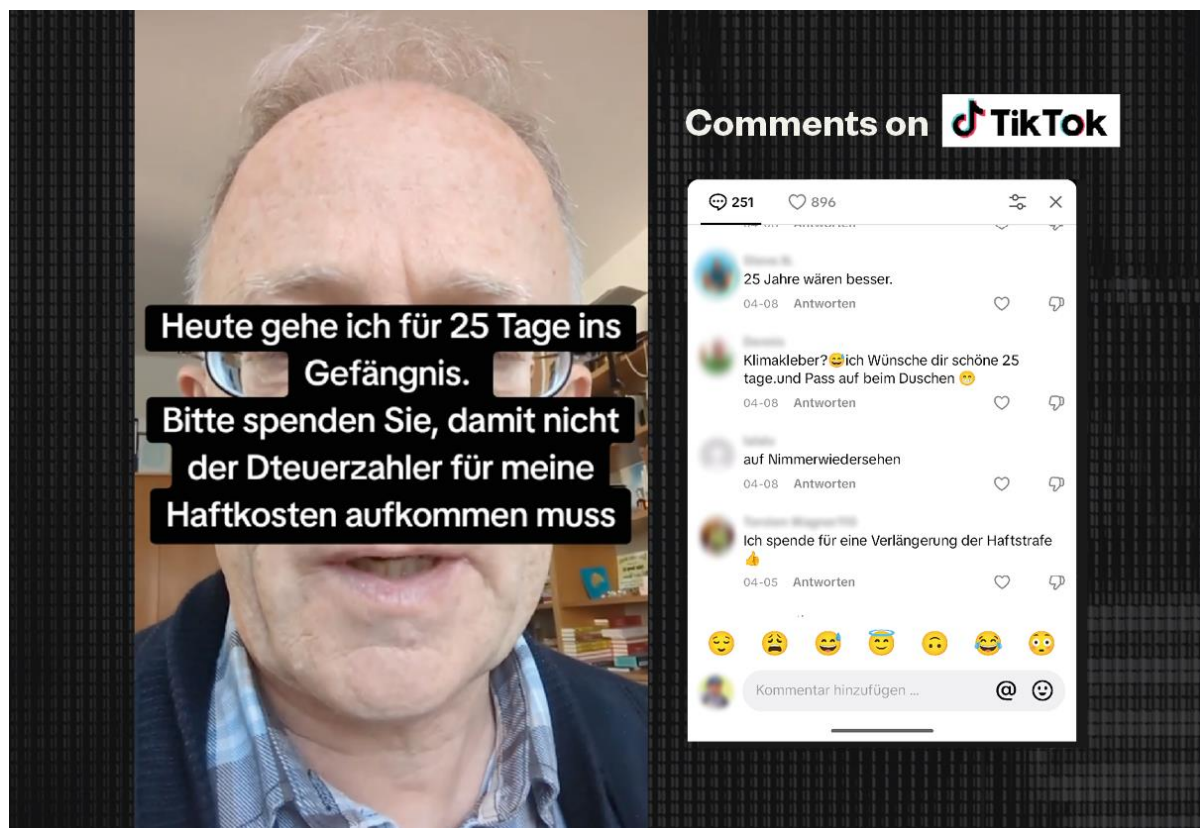 Heute gehe ich für 25 Tage ins
Gefängnis.
Bitte spenden Sie, damit nicht
der Dteuerzahler für meine
Haftkosten aufkommen muss
Comments on TikTok
251 896
Antworten
25 Jahre wären besser.
04-08 Antworten
Klimakleber?😅ich Wünsche dir schöne 25
tage.und Pass auf beim Duschen 😁
04-08 Antworten
auf Nimmerwiedersehen
04-08 Antworten
Ich spende für eine Verlängerung der Haftstrafe
👍
04-05 Antworten
Kommentar hinzufügen ... @